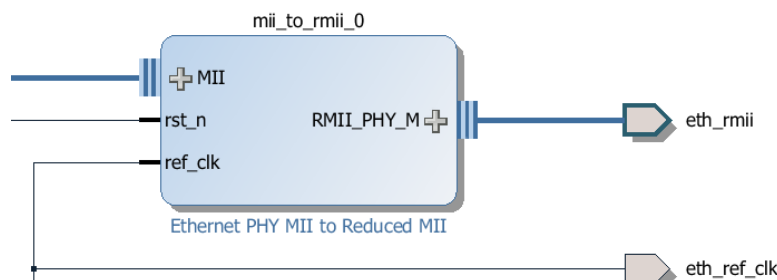 mii_to_rmii_0
MII
rst_n
RMII_PHY_M
eth_rmii
ref_clk
Ethernet PHY MII to Reduced MII
eth_ref_clk